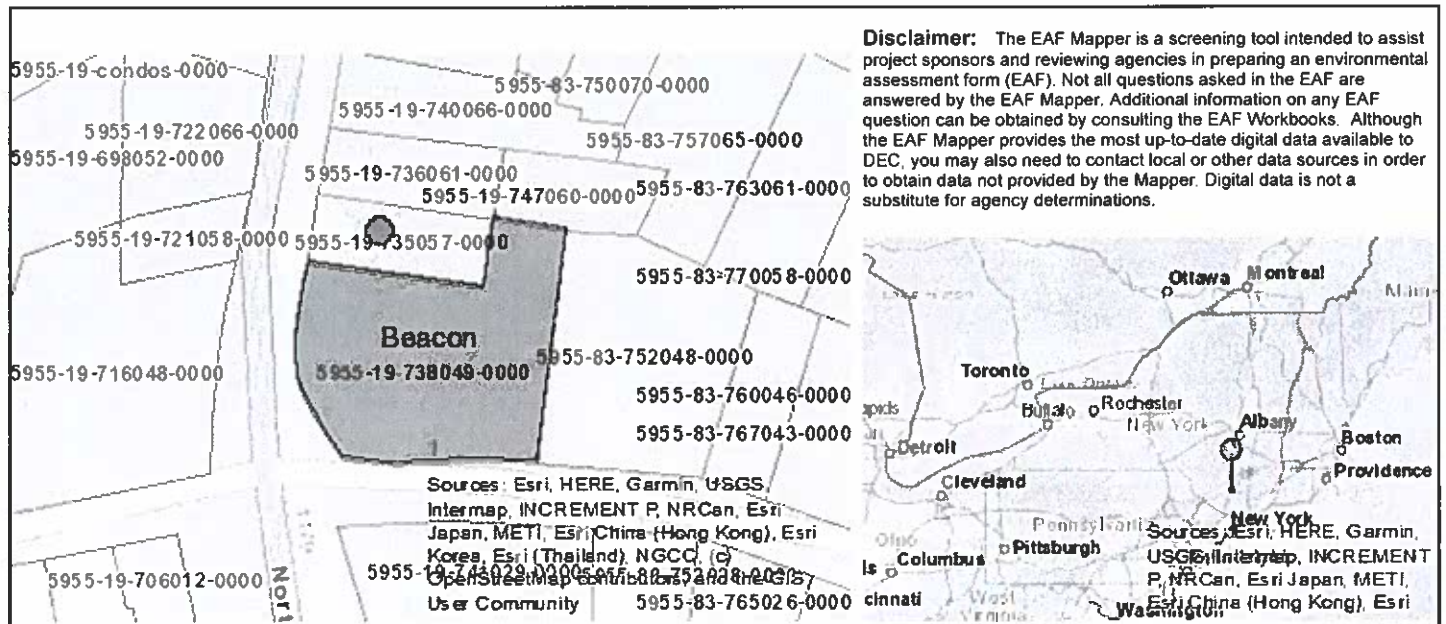 Disclaimer: The EAF Mapper is a screening tool intended to assist
project sponsors and reviewing agencies in preparing an environmental
assessment form (EAF). Not all questions asked in the EAF are
answered by the EAF Mapper. Additional information on any EAF
question can be obtained by consulting the EAF Workbooks. Although
the EAF Mapper provides the most up-to-date digital data available to
DEC, you may also need to contact local or other data sources in order
to obtain data not provided by the Mapper. Digital data is not a
substitute for agency determinations.
5955-19-condos-0000
5955-83-750070-0000
5955-19-740066-0000
5955-19-722066-0000
5955-83-757065-0000
5955-19-698052-0000
5955-19-736061-0000
5955-19-747060-0000
5955-83-763061-0000
5955-19-721058-0000
5955-19-735057-0000
5955-83-770058-0000
Beacon
5955-83-752048-0000
5955-19-716048-0000
5955-19-738049-0000
5955-83-760046-0000
5955-83-767043-0000
Sources: Esri, HERE, Garmin, USGS,
Intermap, INCREMENT P, NRCan, Esri
Japan, METI, Esri China (Hong Kong), Esri
Korea, Esri (Thailand), NGCC, (c)
OpenStreetMap contributors, and the GIS
User Community
5955-19-706012-0000
5955-83-765026-0000
Nort
Ottawa
Montreal
Toronto
Buffalo
Rochester
New York
Albany
Boston
Detroit
Providence
Cleveland
New York
Pennsylvani
Pittsburgh
Ohio
Columbus
West
Virginia
cinnati
Washington
Sources: Esri, HERE, Garmin,
USGS, Intermap, INCREMENT
P, NRCan, Esri Japan, METI,
Esri China (Hong Kong), Esri